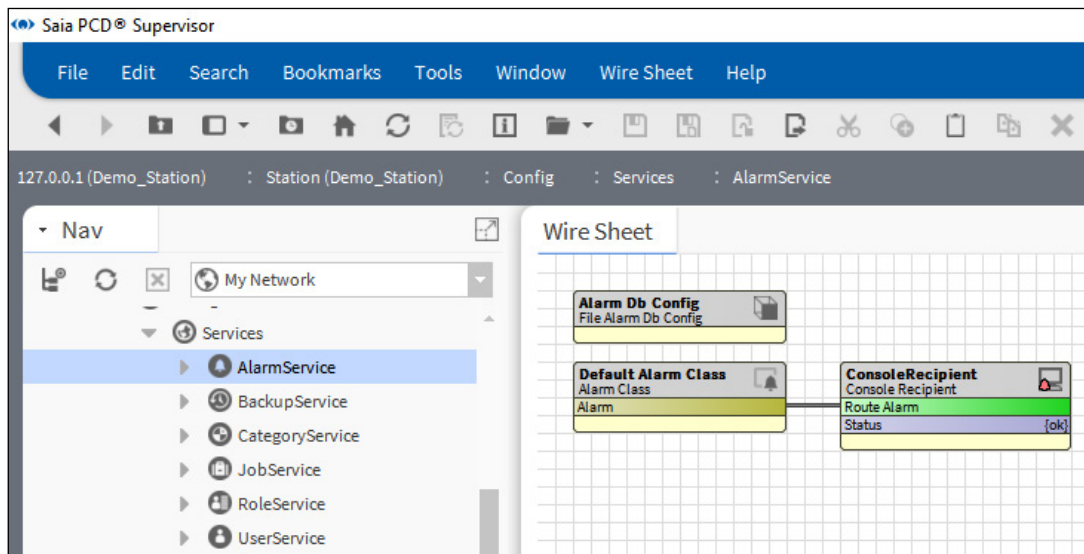 Saia PCD® Supervisor
File Edit Search Bookmarks Tools Window Wire Sheet Help
127.0.0.1 (Demo_Station) : Station (Demo_Station) : Config : Services : AlarmService
Nav
My Network
Services
AlarmService
BackupService
CategoryService
JobService
RoleService
UserService
Wire Sheet
Alarm Db Config
File Alarm Db Config
Default Alarm Class
Alarm Class
Alarm
ConsoleRecipient
Console Recipient
Route Alarm
Status {ok}